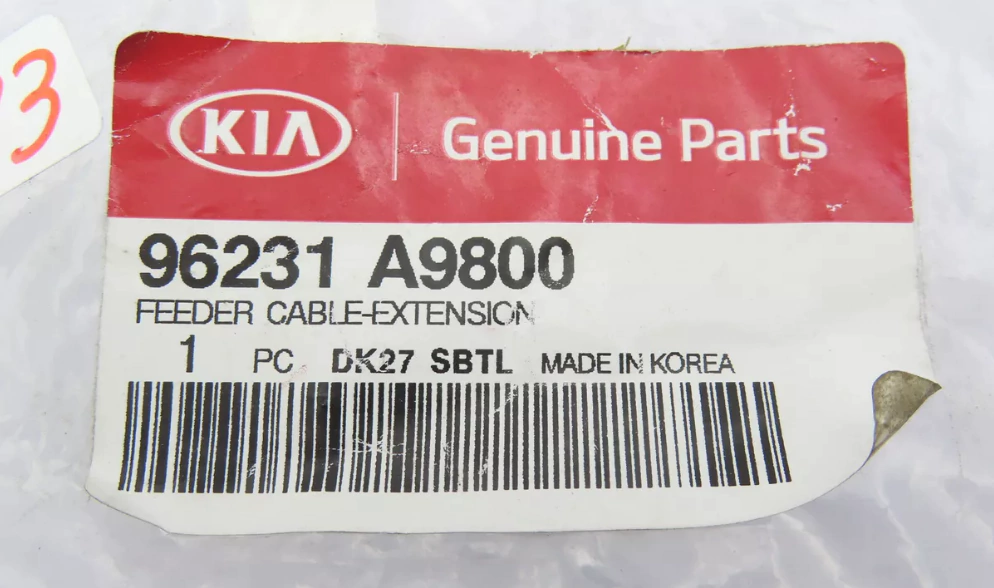 KIA Genuine Parts
96231 A9800
FEEDER CABLE-EXTENSION
1 PC DK27 SBTL MADE IN KOREA
3